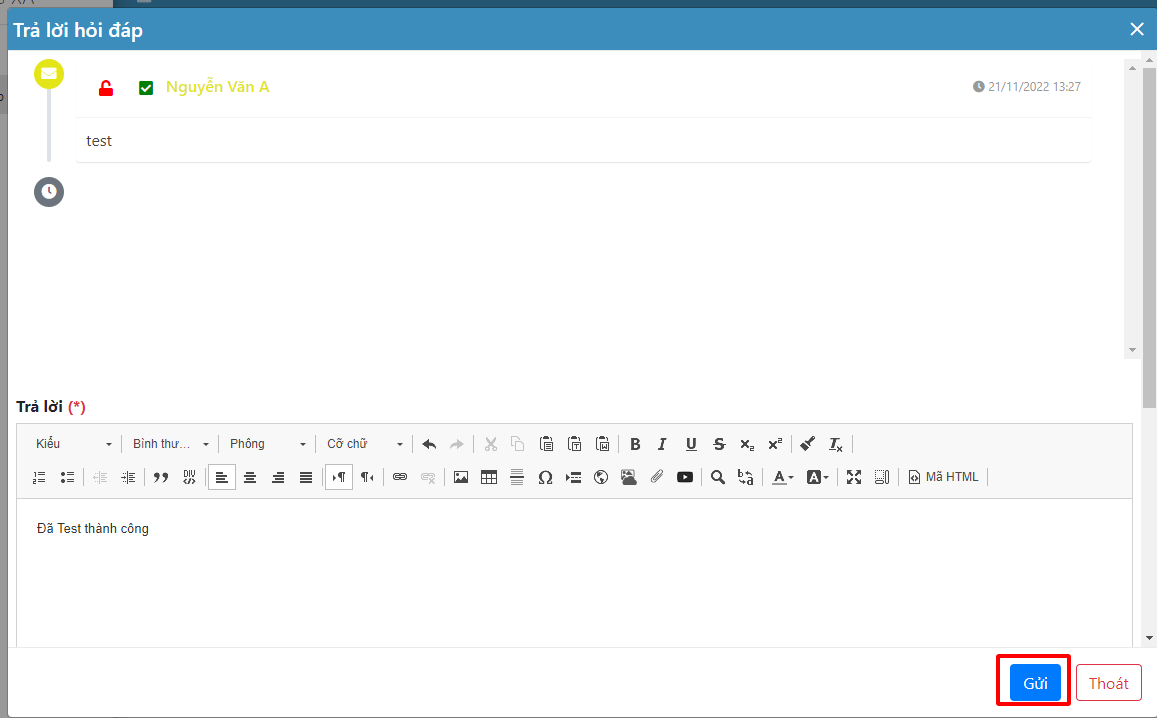 Trả lời hỏi đáp
Nguyễn Văn A
21/11/2022 13:27
test
Trả lời (*)
Kiểu
Bình thư...
Phông
Cỡ chữ
Mã HTML
Đã Test thành công
Gửi
Thoát